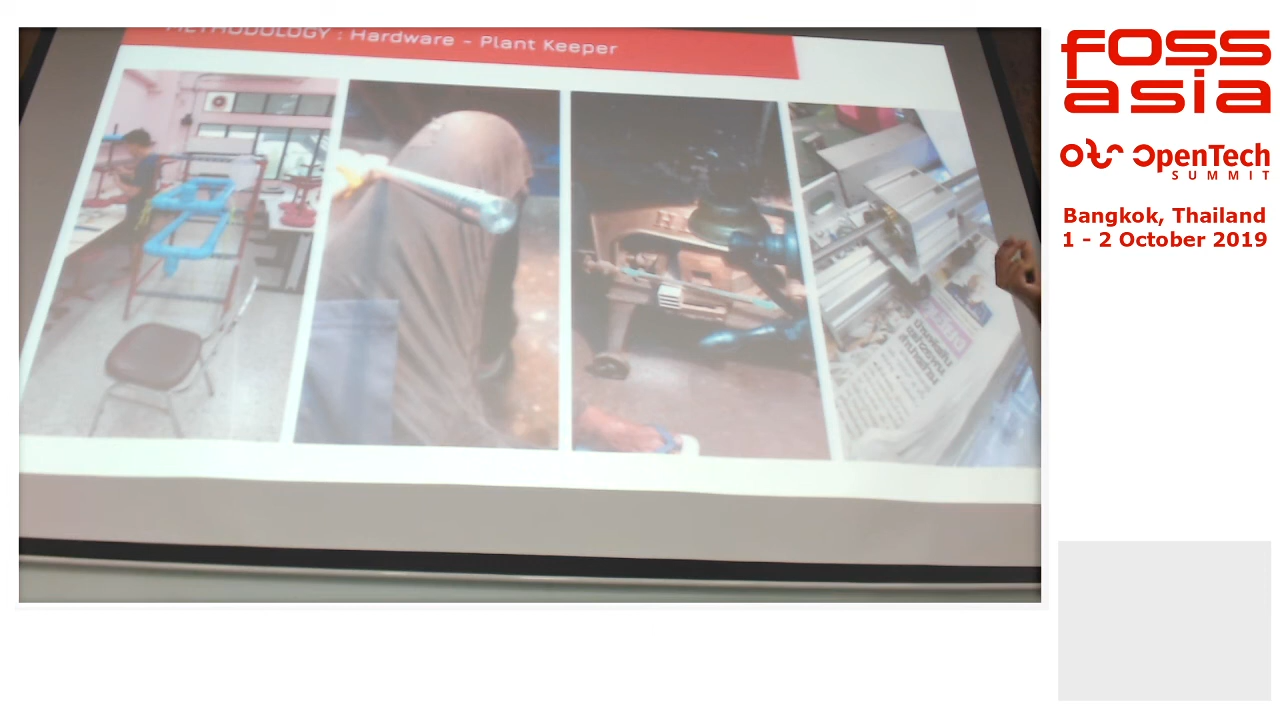 METHODOLOGY : Hardware - Plant Keeper
fOSS
asia
OpenTech
SUMMIT
Bangkok, Thailand
1 - 2 October 2019